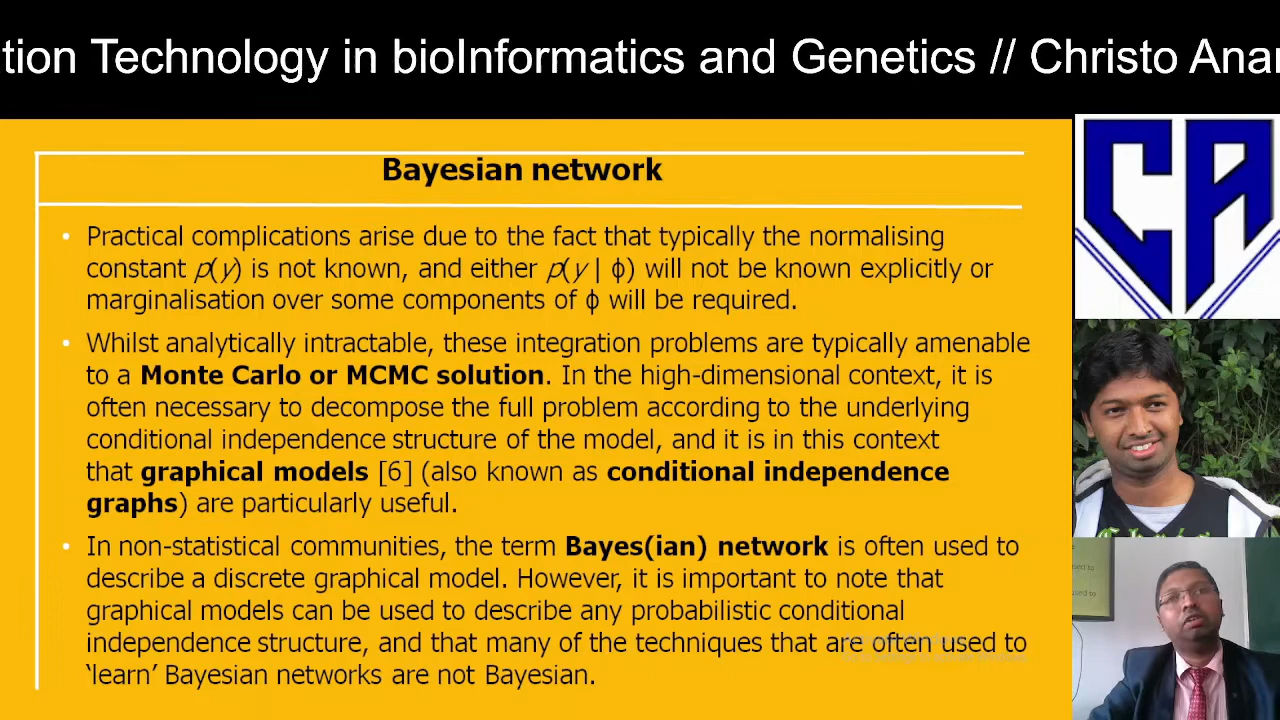 tion Technology in bioInformatics and Genetics // Christo Ana
Bayesian network
• Practical complications arise due to the fact that typically the normalising
constant p(y) is not known, and either p(y | ϕ) will not be known explicitly or
marginalisation over some components of ϕ will be required.
• Whilst analytically intractable, these integration problems are typically amenable
to a Monte Carlo or MCMC solution. In the high-dimensional context, it is
often necessary to decompose the full problem according to the underlying
conditional independence structure of the model, and it is in this context
that graphical models [6] (also known as conditional independence
graphs) are particularly useful.
• In non-statistical communities, the term Bayes(ian) network is often used to
describe a discrete graphical model. However, it is important to note that
graphical models can be used to describe any probabilistic conditional
independence structure, and that many of the techniques that are often used to
‘learn’ Bayesian networks are not Bayesian.
CA